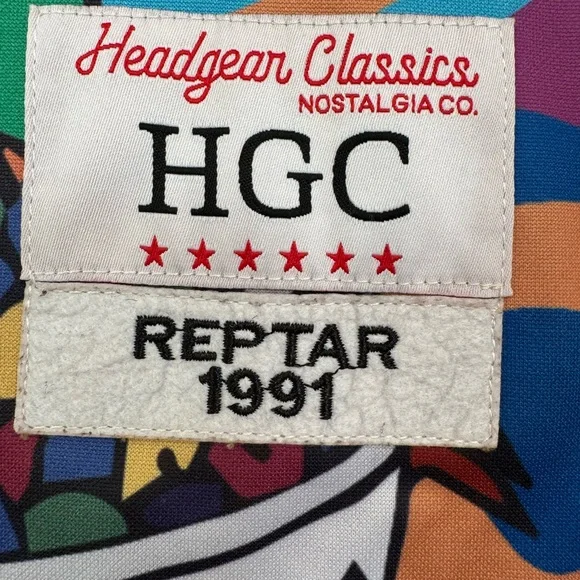 Headgear Classics
NOSTALGIA CO.
HGC
REPTAR
1991